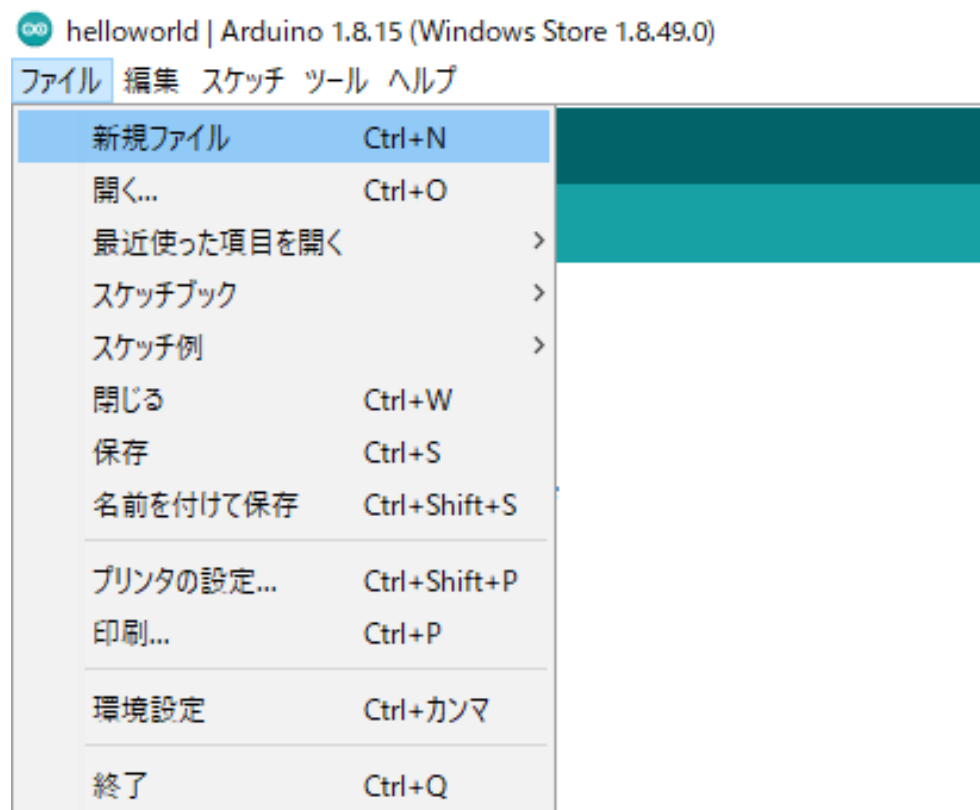 helloworld | Arduino 1.8.15 (Windows Store 1.8.49.0)
ファイル 編集 スケッチ ツール ヘルプ
新規ファイル Ctrl+N
開く... Ctrl+O
最近使った項目を開く >
スケッチブック >
スケッチ例 >
閉じる Ctrl+W
保存 Ctrl+S
名前を付けて保存 Ctrl+Shift+S
プリンタの設定... Ctrl+Shift+P
印刷... Ctrl+P
環境設定 Ctrl+カンマ
終了 Ctrl+Q